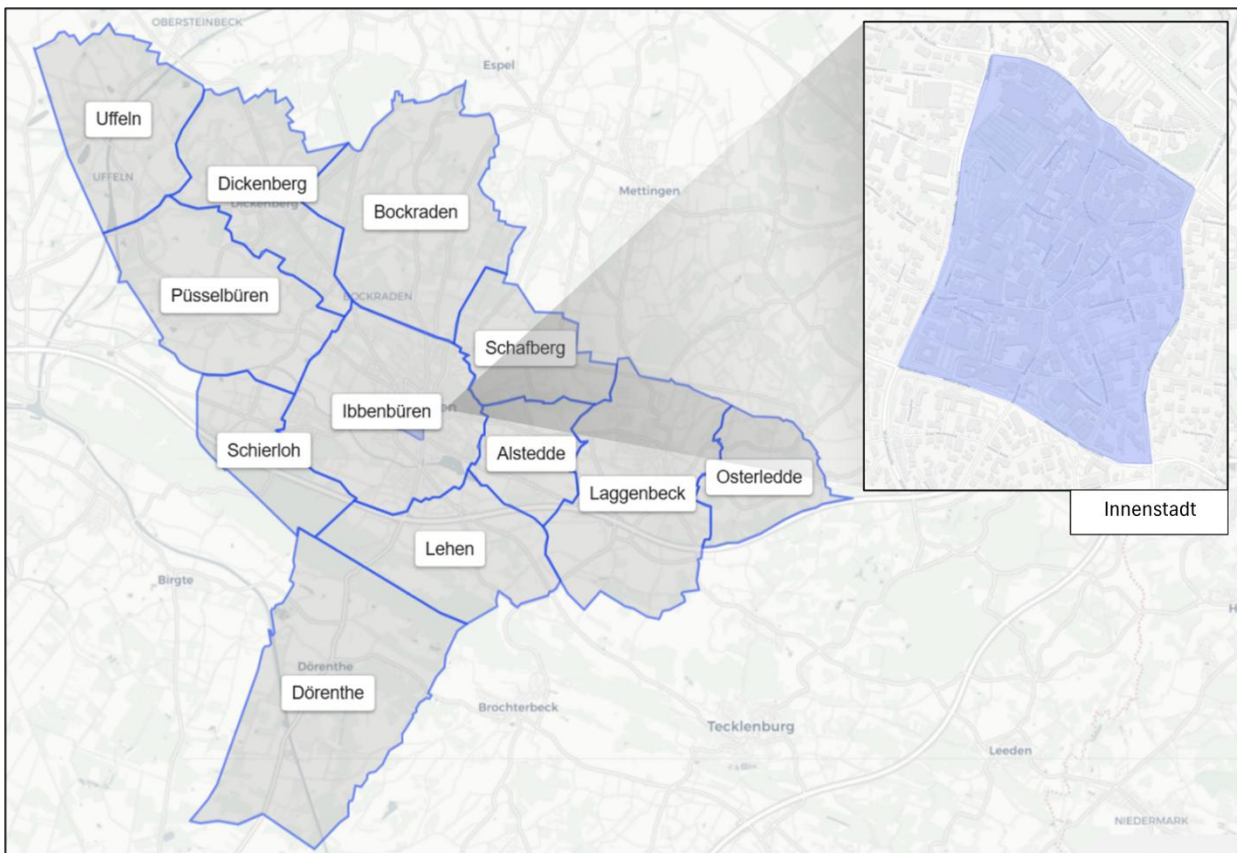 OBERSTEINBECK
Espel
Uffeln
UFFELN
Dickenberg
Dickenberg
Mettingen
Bockraden
Püsselbüren
BOCKRADEN
Schafberg
Ibbenbüren
Schierloh
Alstedde
Osterledde
Laggenbeck
Innenstadt
Lehen
Birgte
Dörenthe
Dörenthe
Brochterbeck
Tecklenburg
Leeden
NIEDERMARK